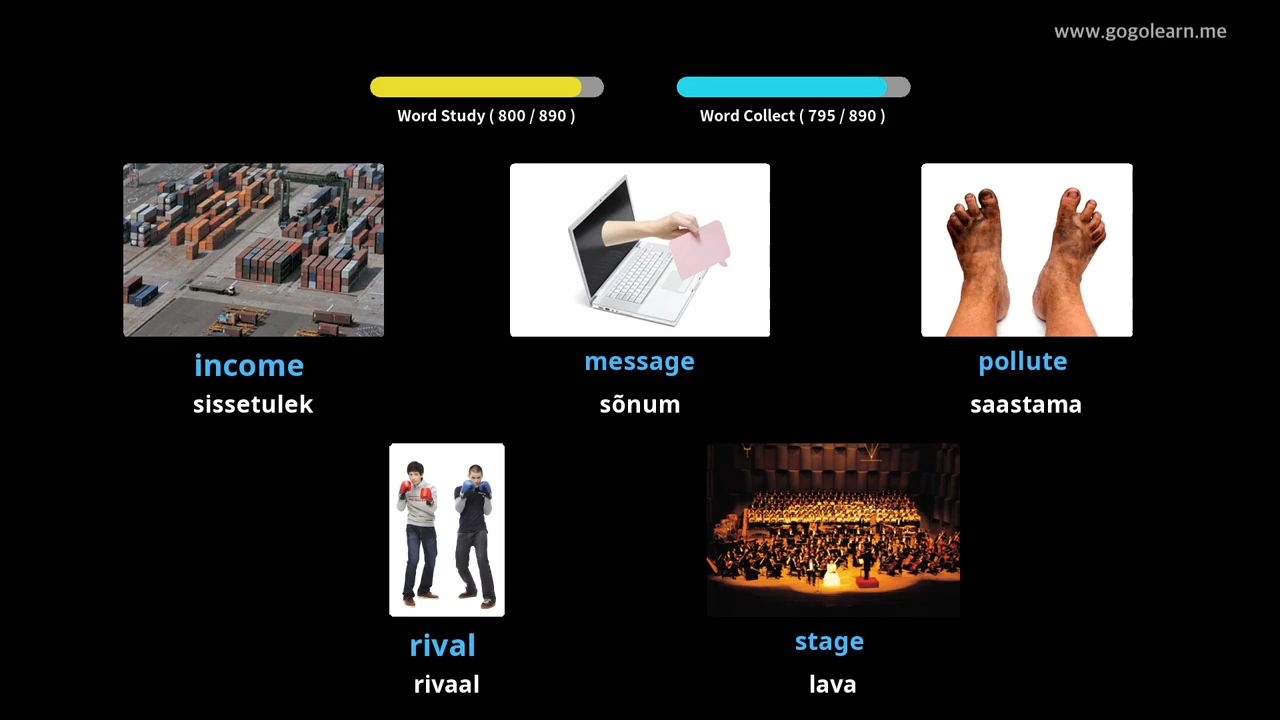 www.gogolearn.me
Word Study ( 800 / 890 )
Word Collect ( 795 / 890 )
income
sissetulek
message
sõnum
pollute
saastama
rival
rivaal
stage
lava